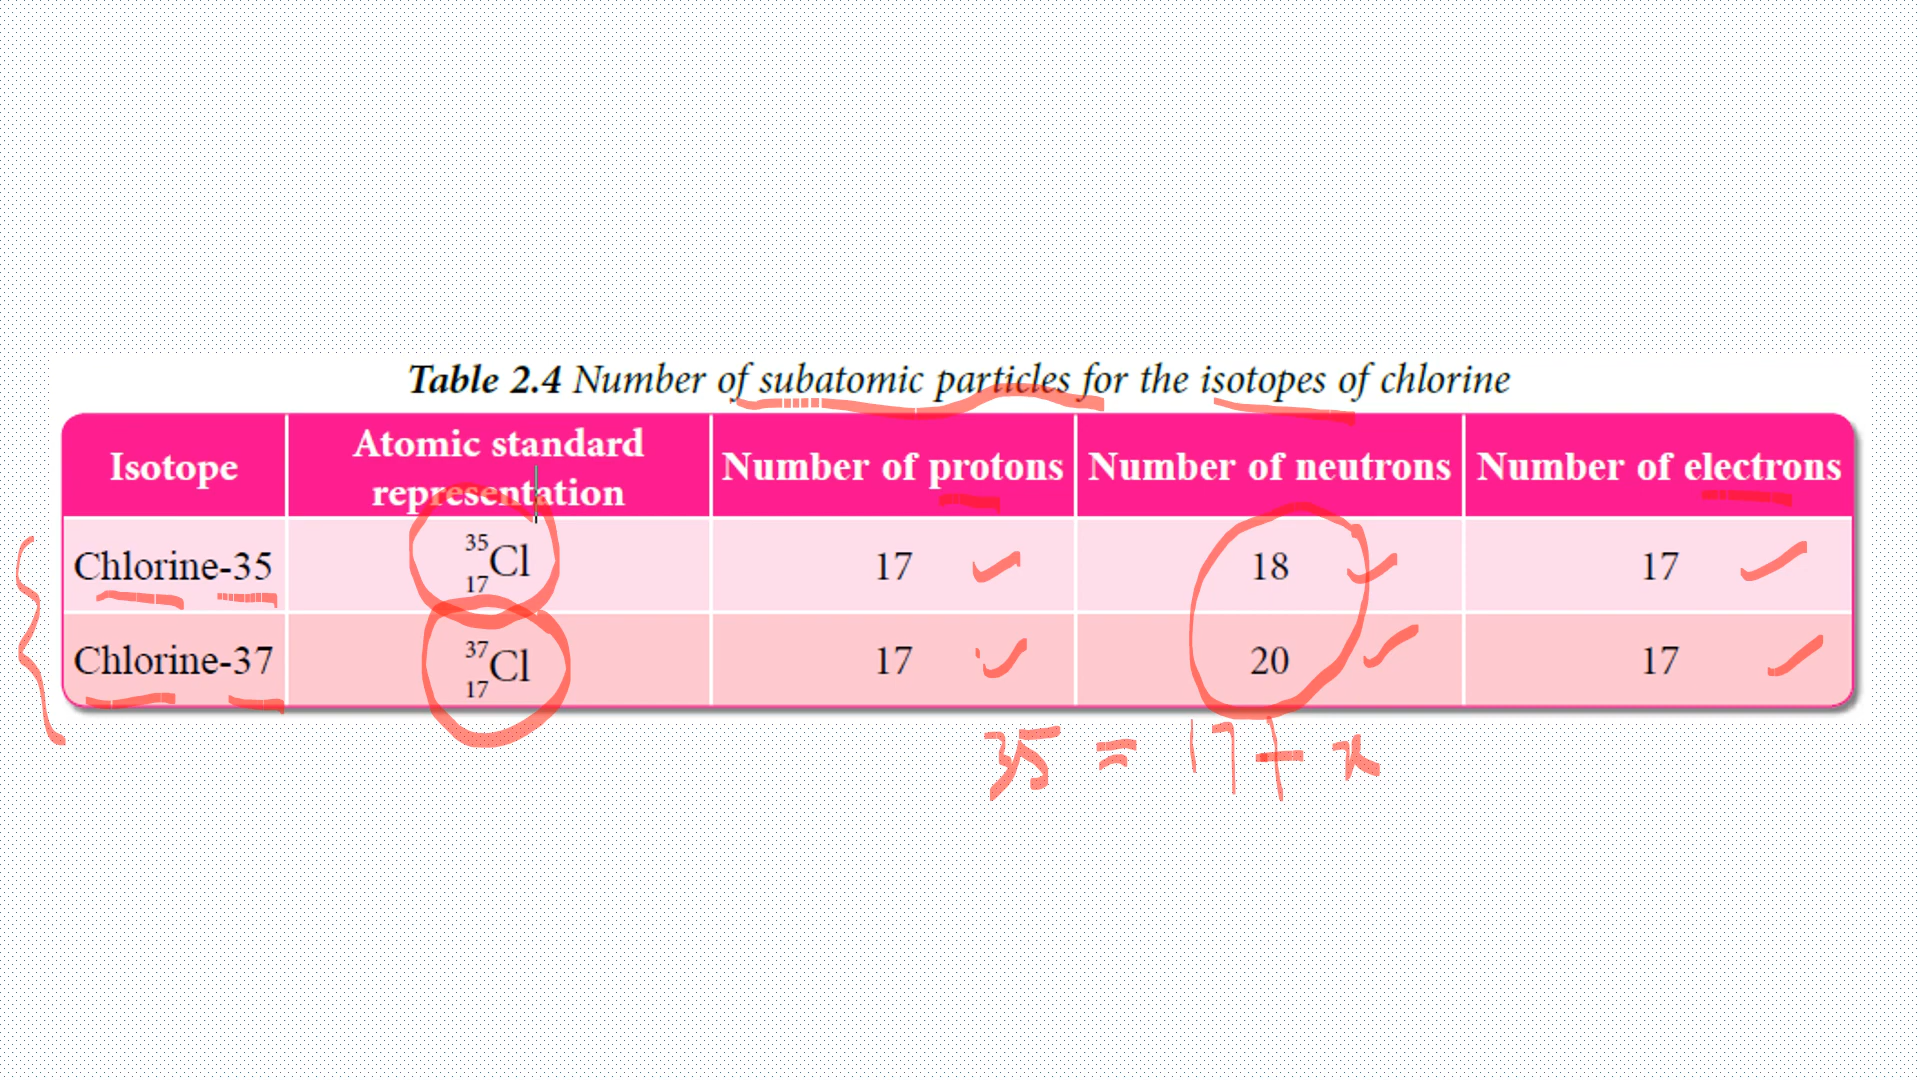 Table 2.4 Number of subatomic particles for the isotopes of chlorine
Isotope Atomic standard representation Number of protons Number of neutrons Number of electrons
Chlorine-35 35 17 Cl 17 18 17
Chlorine-37 37 17 Cl 17 20 17
35 = 17 + x